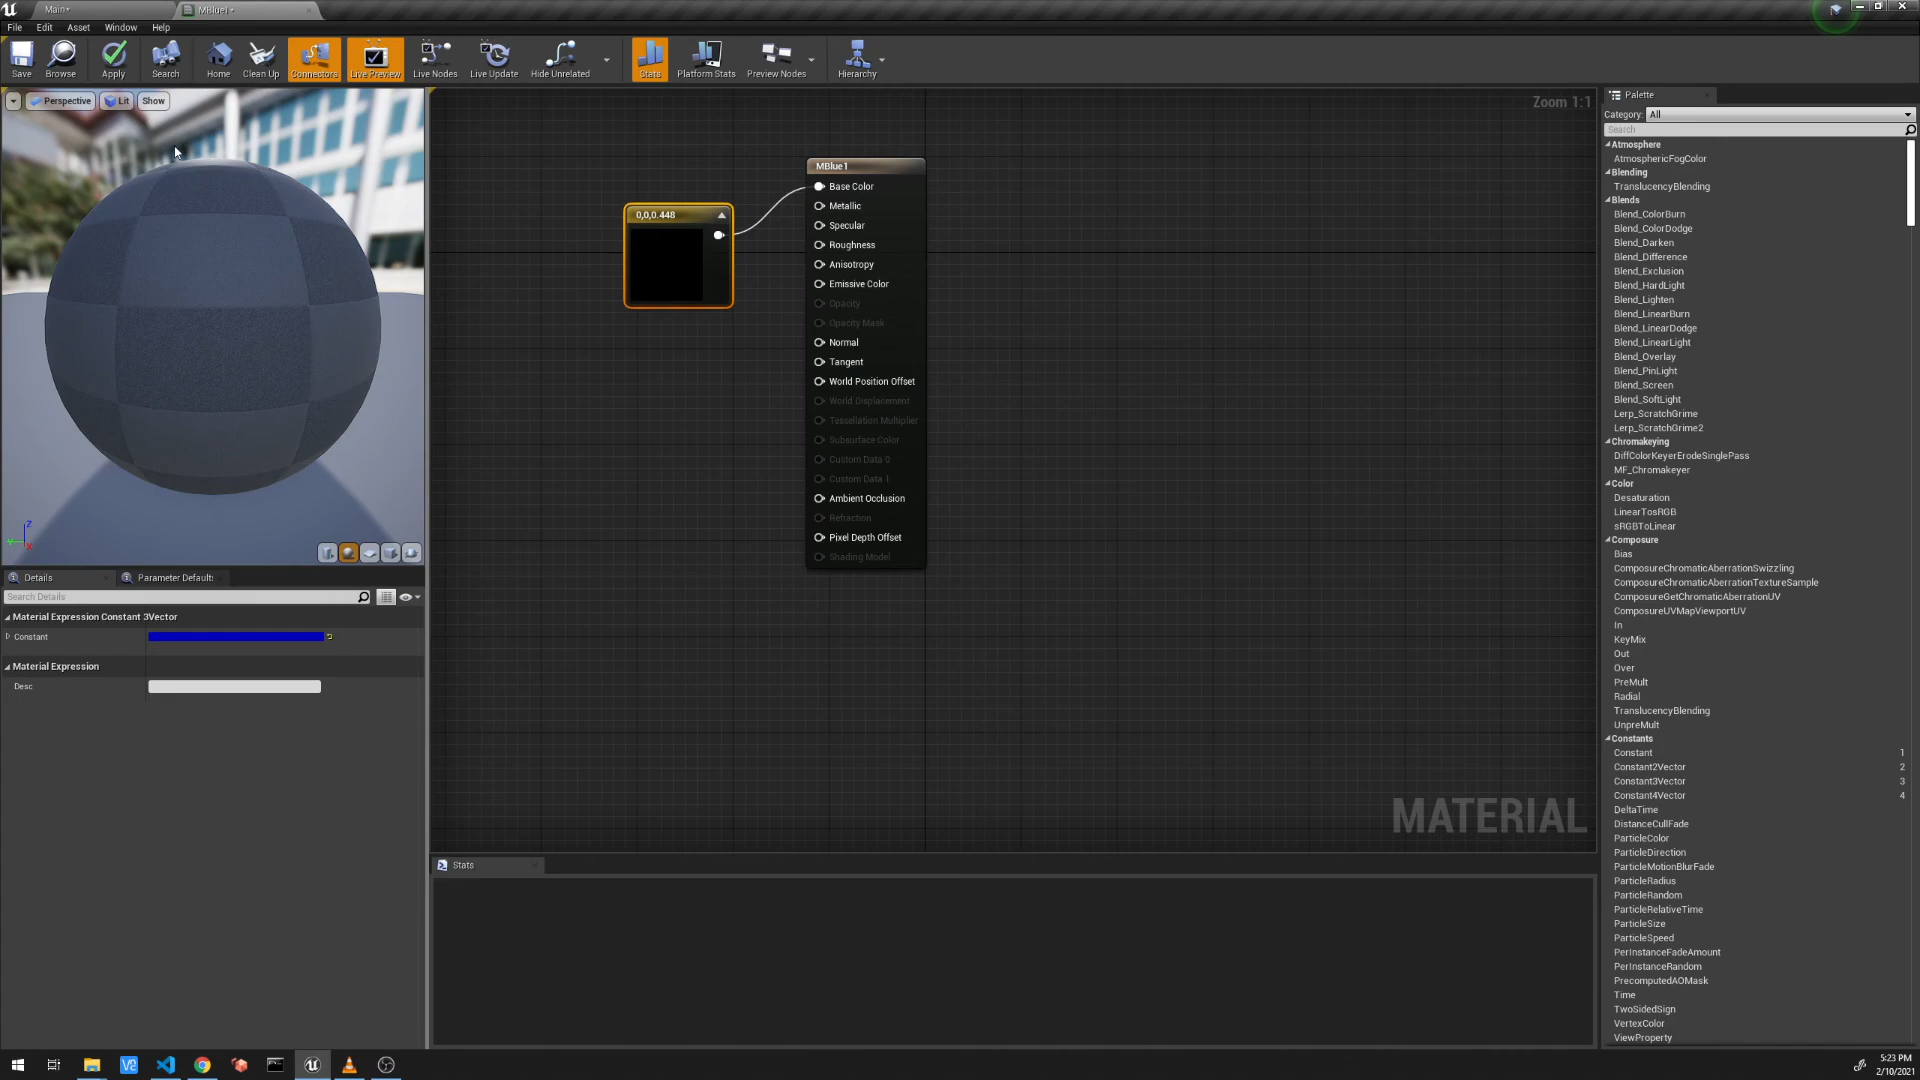 Main*
MBlue1*
File Edit Asset Window Help
Save Browse Apply Search Home Clean Up Connectors Live Preview Live Nodes Live Update Hide Unrelated Stats Platform Stats Preview Nodes Hierarchy
Perspective Lit Show
Zoom 1:1
0,0,0.448
MBlue1
Base Color
Metallic
Specular
Roughness
Anisotropy
Emissive Color
Opacity
Opacity Mask
Normal
Tangent
World Position Offset
World Displacement
Tessellation Multiplier
Subsurface Color
Custom Data 0
Custom Data 1
Ambient Occlusion
Refraction
Pixel Depth Offset
Shading Model
MATERIAL
Z
Y
X
Details Parameter Defaults
Search Details
Material Expression Constant 3Vector
Constant
Material Expression
Desc
Stats
Palette
Category: All
Search
Atmosphere
AtmosphericFogColor
Blending
TranslucencyBlending
Blends
Blend_ColorBurn
Blend_ColorDodge
Blend_Darken
Blend_Difference
Blend_Exclusion
Blend_HardLight
Blend_Lighten
Blend_LinearBurn
Blend_LinearDodge
Blend_LinearLight
Blend_Overlay
Blend_PinLight
Blend_Screen
Blend_SoftLight
Lerp_ScratchGrime
Lerp_ScratchGrime2
Chromakeying
DiffColorKeyerErodeSinglePass
MF_Chromakeyer
Color
Desaturation
LinearTosRGB
sRGBToLinear
Composure
Bias
ComposureChromaticAberrationSwizzling
ComposureChromaticAberrationTextureSample
ComposureGetChromaticAberrationUV
ComposureUVMapViewportUV
In
KeyMix
Out
Over
PreMult
Radial
TranslucencyBlending
UnpreMult
Constants
Constant 1
Constant2Vector 2
Constant3Vector 3
Constant4Vector 4
DeltaTime
DistanceCullFade
ParticleColor
ParticleDirection
ParticleMotionBlurFade
ParticleRadius
ParticleRandom
ParticleRelativeTime
ParticleSize
ParticleSpeed
PerInstanceFadeAmount
PerInstanceRandom
PrecomputedAOMask
Time
TwoSidedSign
VertexColor
ViewProperty
5:23 PM
2/10/2021